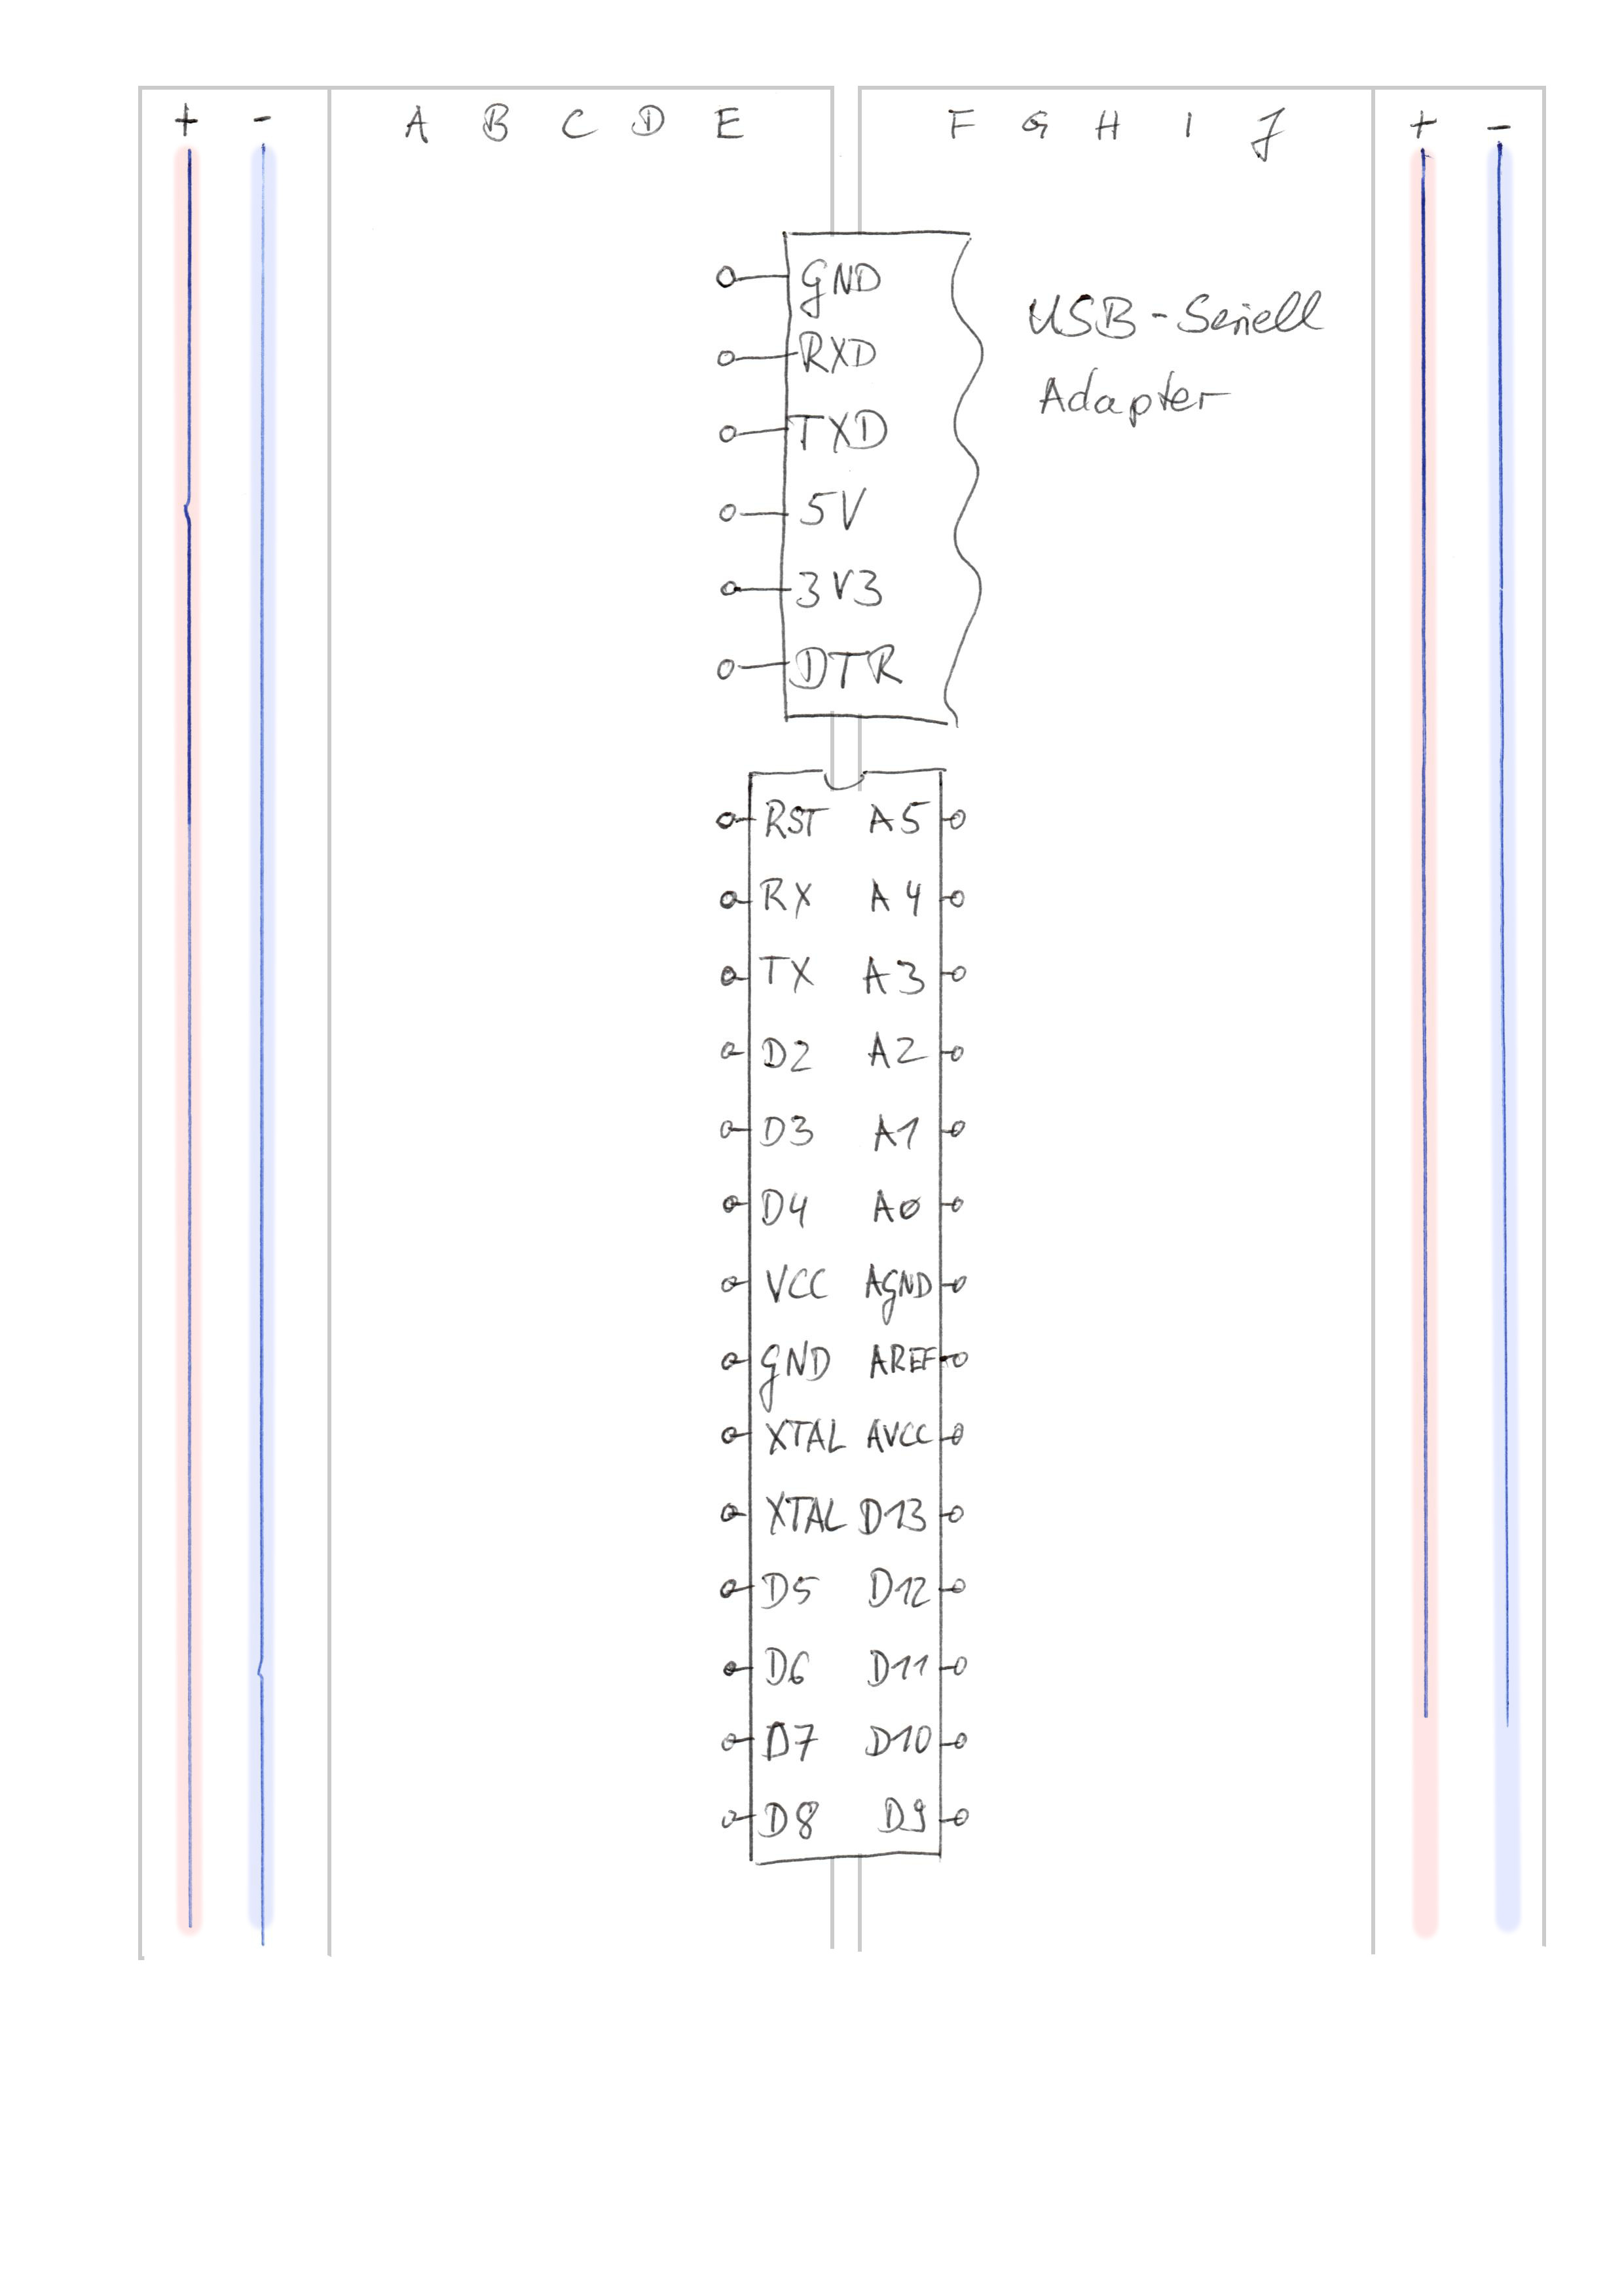 + - A B C D E F G H I J + -
GND
RXD
TXD
5V
3V3
DTR
USB-Seriell
Adapter
RST A5
RX A4
TX A3
D2 A2
D3 A1
D4 A0
VCC AGND
GND AREF
XTAL AVCC
XTAL D13
D5 D12
D6 D11
D7 D10
D8 D9